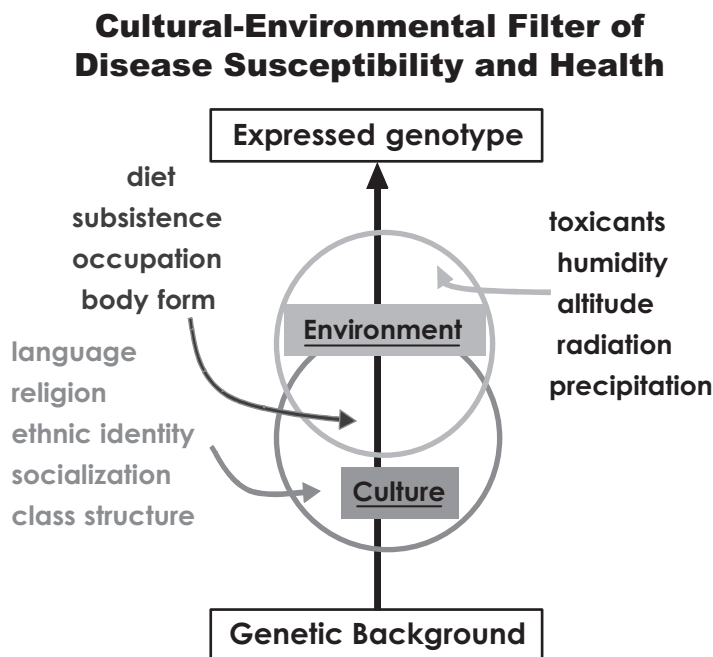 Cultural-Environmental Filter of
Disease Susceptibility and Health
Expressed genotype
diet
subsistence
occupation
body form
toxicants
humidity
altitude
radiation
precipitation
Environment
language
religion
ethnic identity
socialization
class structure
Culture
Genetic Background